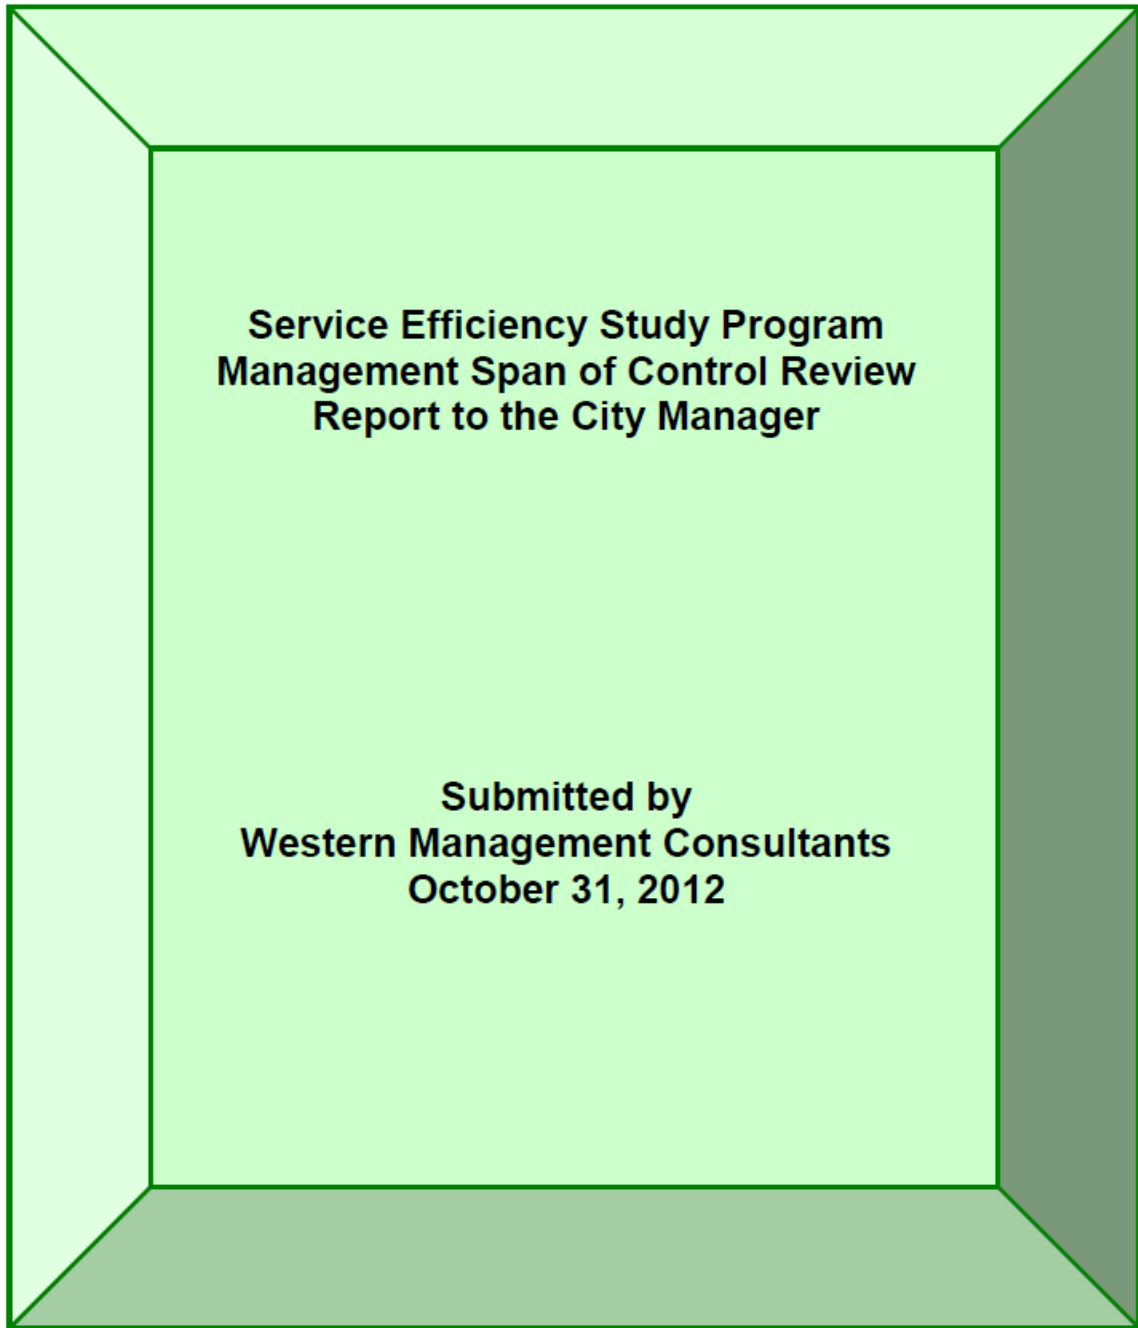 Service Efficiency Study Program
Management Span of Control Review
Report to the City Manager
Submitted by
Western Management Consultants
October 31, 2012